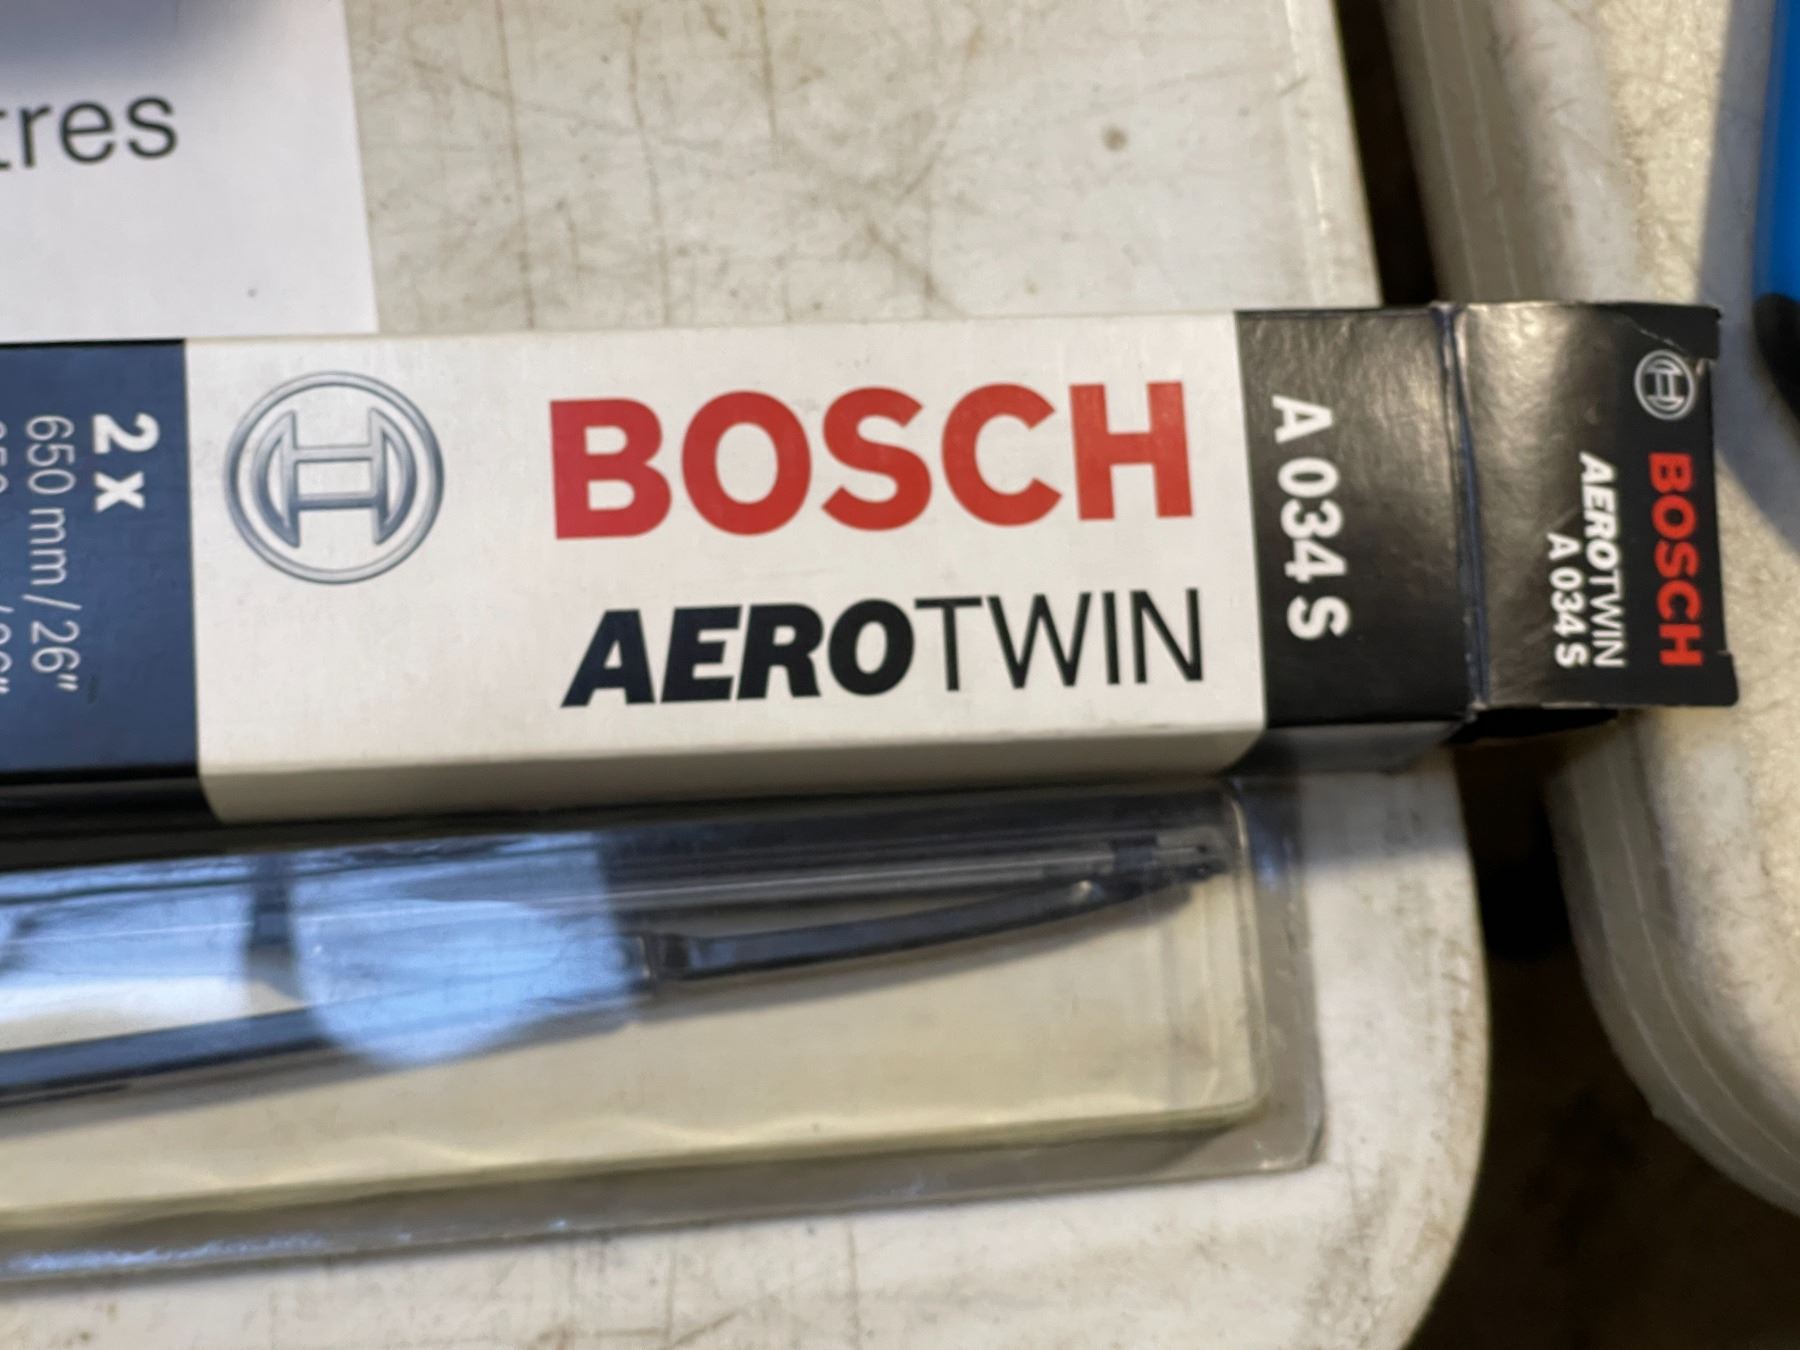 tres
2 x
650 mm / 26"
BOSCH
AEROTWIN
A 034 S
BOSCH
AEROTWIN
A 034 S